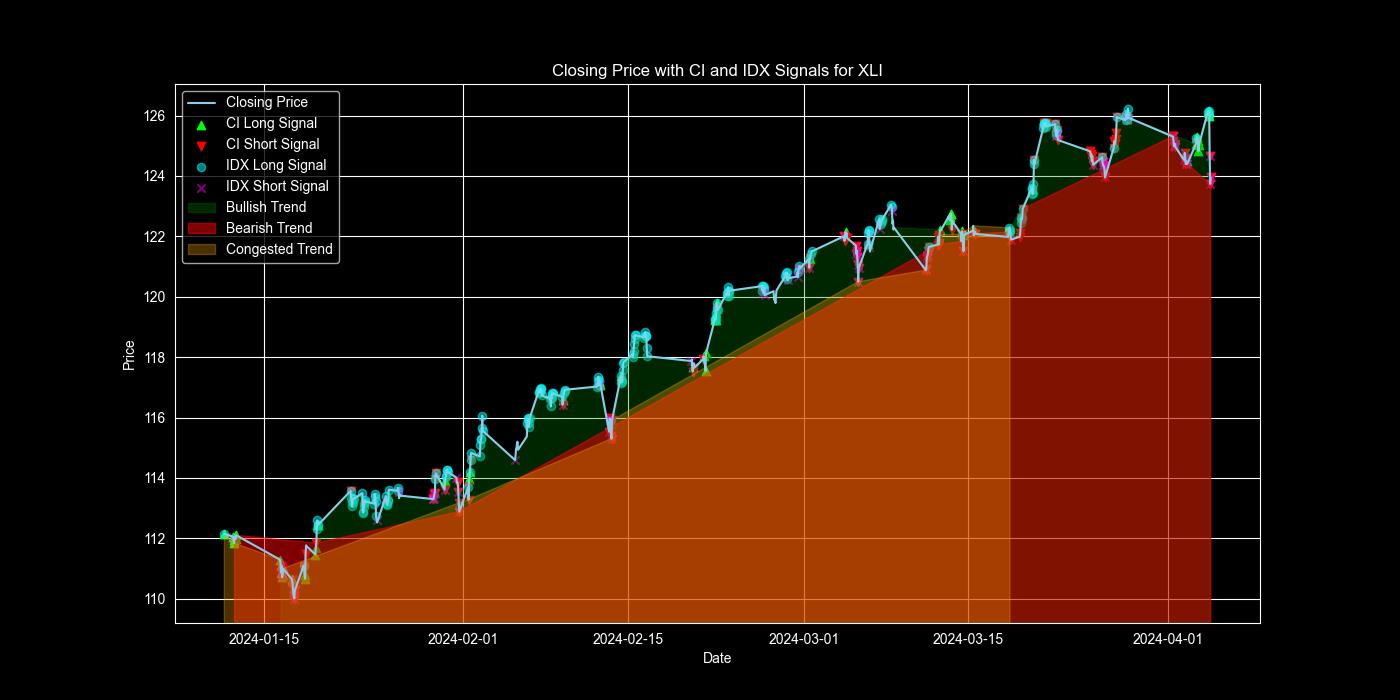 Closing Price with CI and IDX Signals for XLI
Closing Price
CI Long Signal
CI Short Signal
IDX Long Signal
IDX Short Signal
Bullish Trend
Bearish Trend
Congested Trend
126
124
122
120
118
116
114
112
110
Price
2024-01-15
2024-02-01
2024-02-15
2024-03-01
2024-03-15
2024-04-01
Date